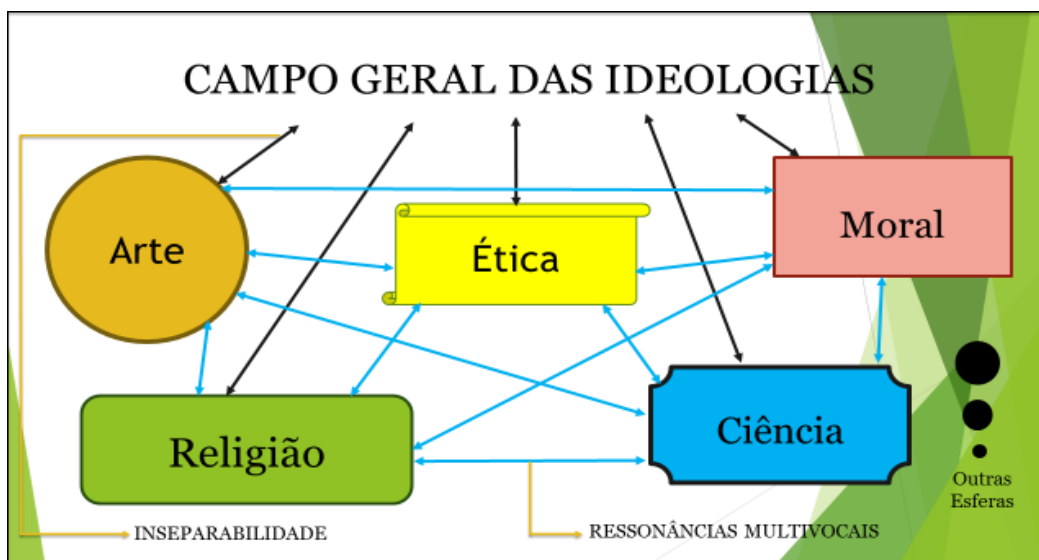 CAMPO GERAL DAS IDEOLOGIAS
Arte
Ética
Moral
Religião
Ciência
Outras
Esferas
INSEPARABILIDADE
RESSONÂNCIAS MULTIVOCAIS